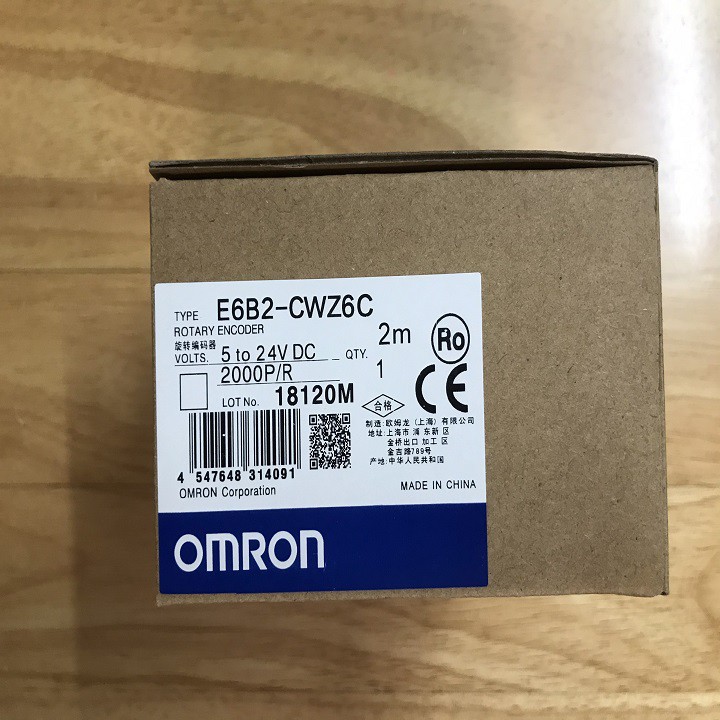 TYPE E6B2-CWZ6C
ROTARY ENCODER 2m
旋转编码器
VOLTS. 5 to 24V DC _ QTY. 1
2000P/R
LOT No. 18120M
Ro
CE
合格
制造:欧姆龙(上海)有限公司
地址:上海市 浦 东新 区
金桥出口 加工 区
金吉路789号
产地:中华人民共和国
4 547648 314091
OMRON Corporation
MADE IN CHINA
OMRON